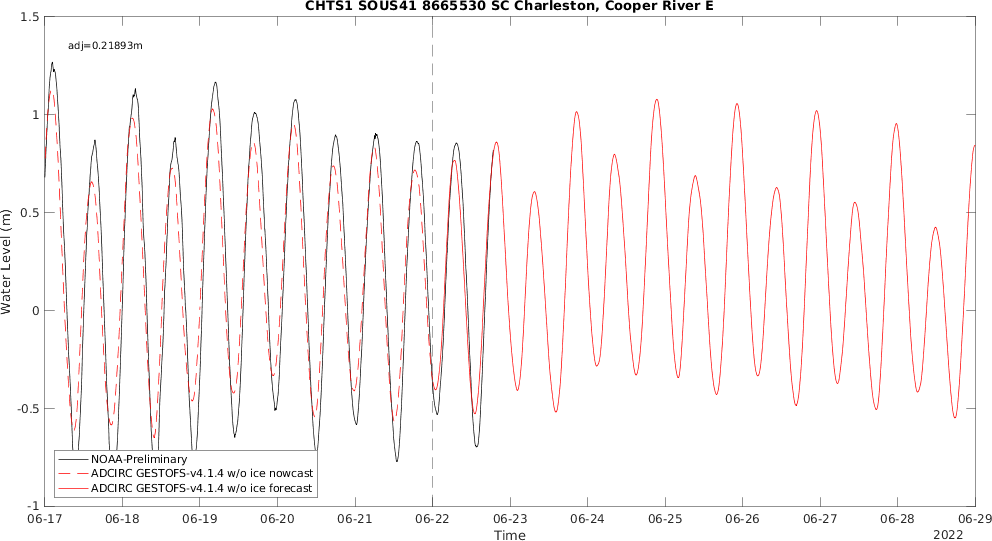 CHTS1 SOUS41 8665530 SC Charleston, Cooper River E
adj=0.21893m
1.5
1
0.5
0
-0.5
-1
Water Level (m)
NOAA-Preliminary
ADCIRC GESTOFS-v4.1.4 w/o ice nowcast
ADCIRC GESTOFS-v4.1.4 w/o ice forecast
06-17 06-18 06-19 06-20 06-21 06-22 06-23 06-24 06-25 06-26 06-27 06-28 06-29
Time
2022